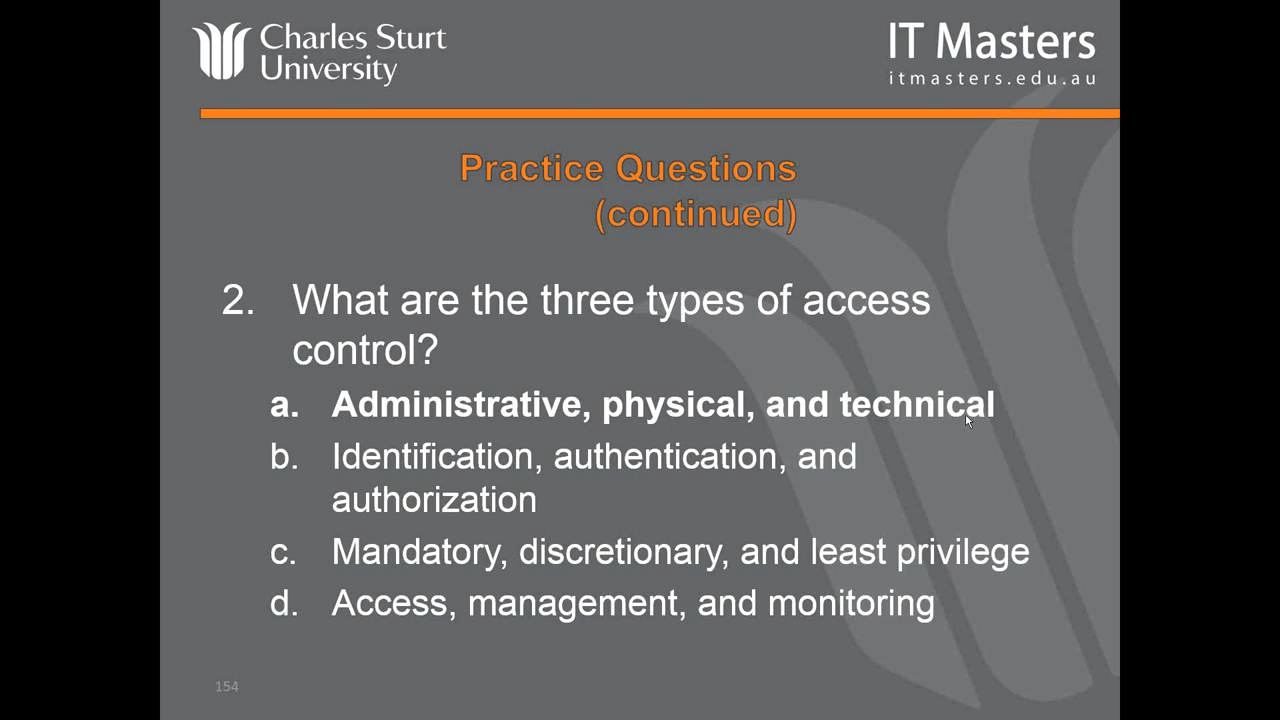 Charles Sturt
University
IT Masters
itmasters.edu.au
Practice Questions
(continued)
2. What are the three types of access
control?
a. Administrative, physical, and technical
b. Identification, authentication, and
authorization
c. Mandatory, discretionary, and least privilege
d. Access, management, and monitoring
154